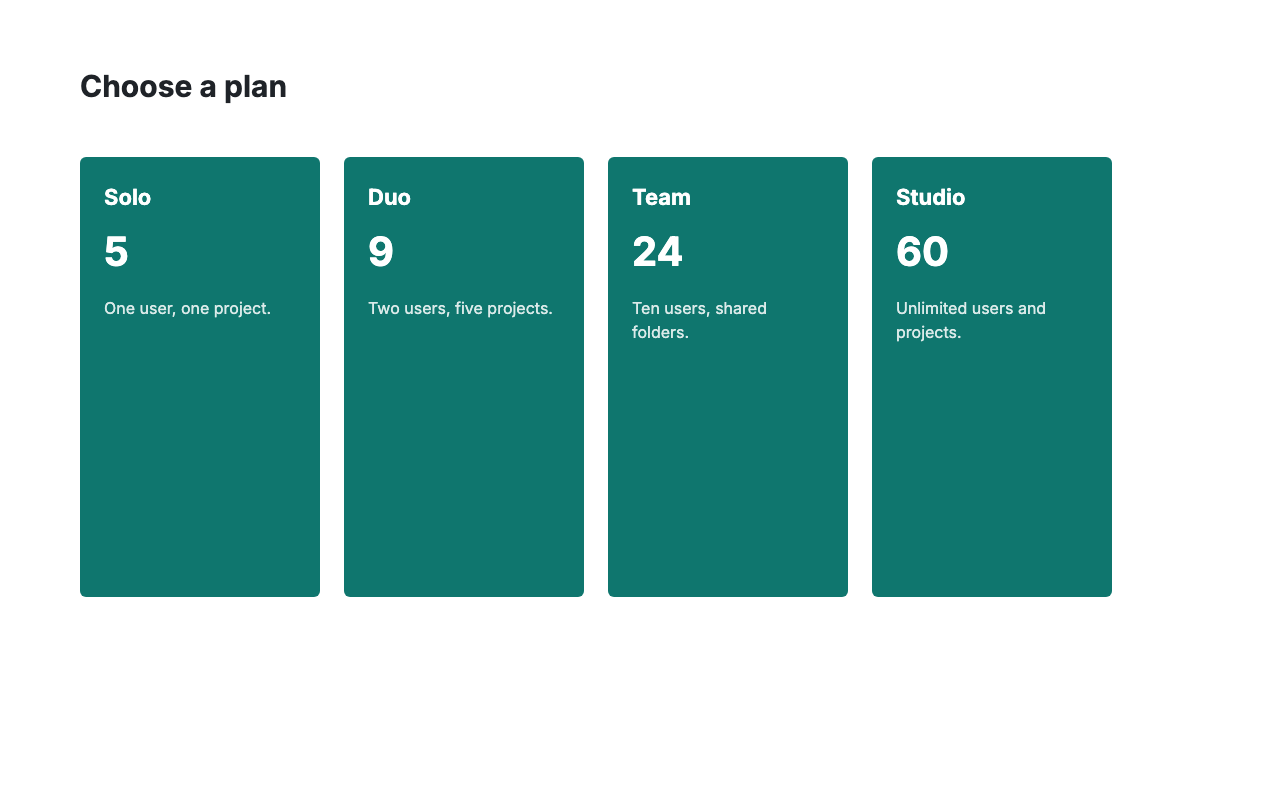 Choose a plan
Solo
5
One user, one project.
Duo
9
Two users, five projects.
Team
24
Ten users, shared
folders.
Studio
60
Unlimited users and
projects.